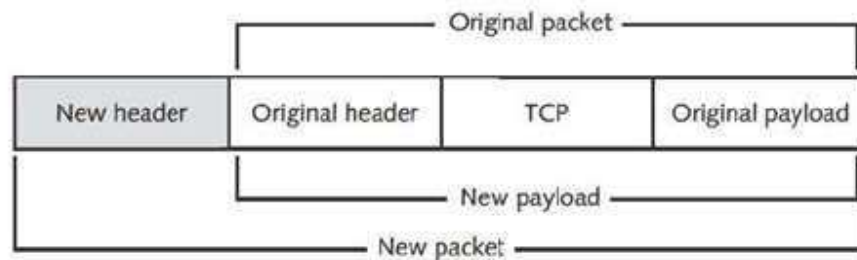 Original packet
New header Original header TCP Original payload
New payload
New packet